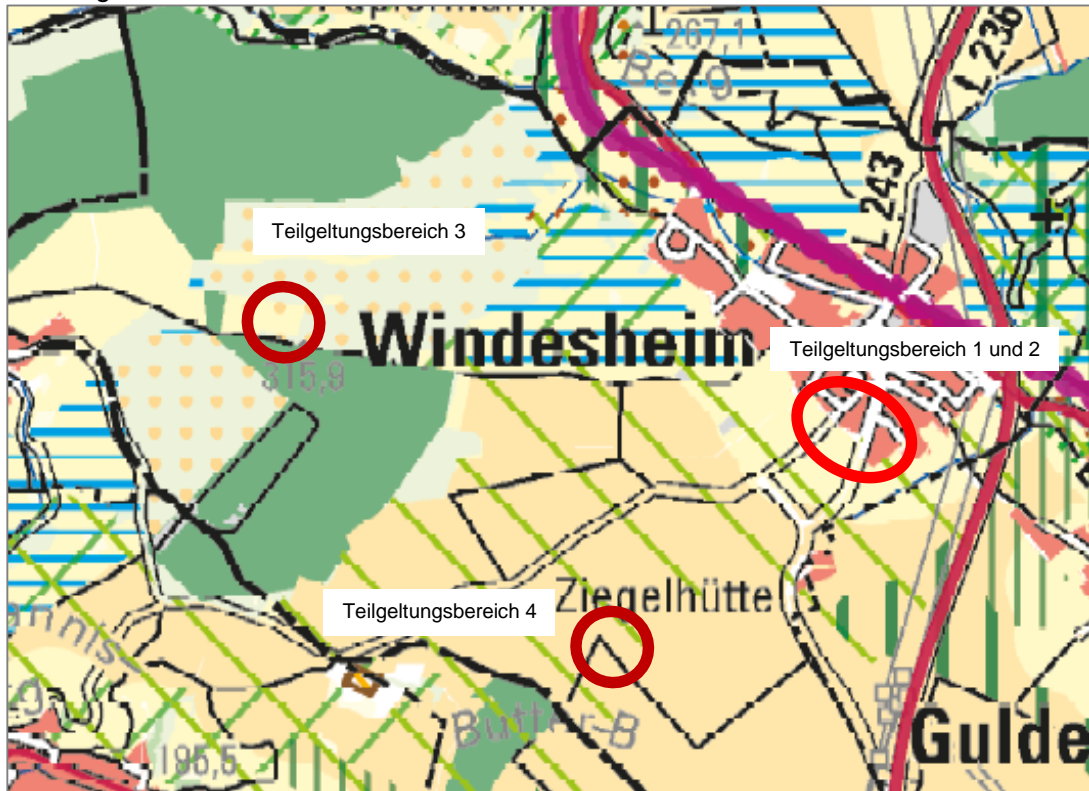 267,1
Berg
L 236
L 243
Teilgeltungsbereich 3
Windesheim
Teilgeltungsbereich 1 und 2
315,9
Teilgeltungsbereich 4
Ziegelhütte
Butter-B
Gulde
195,5